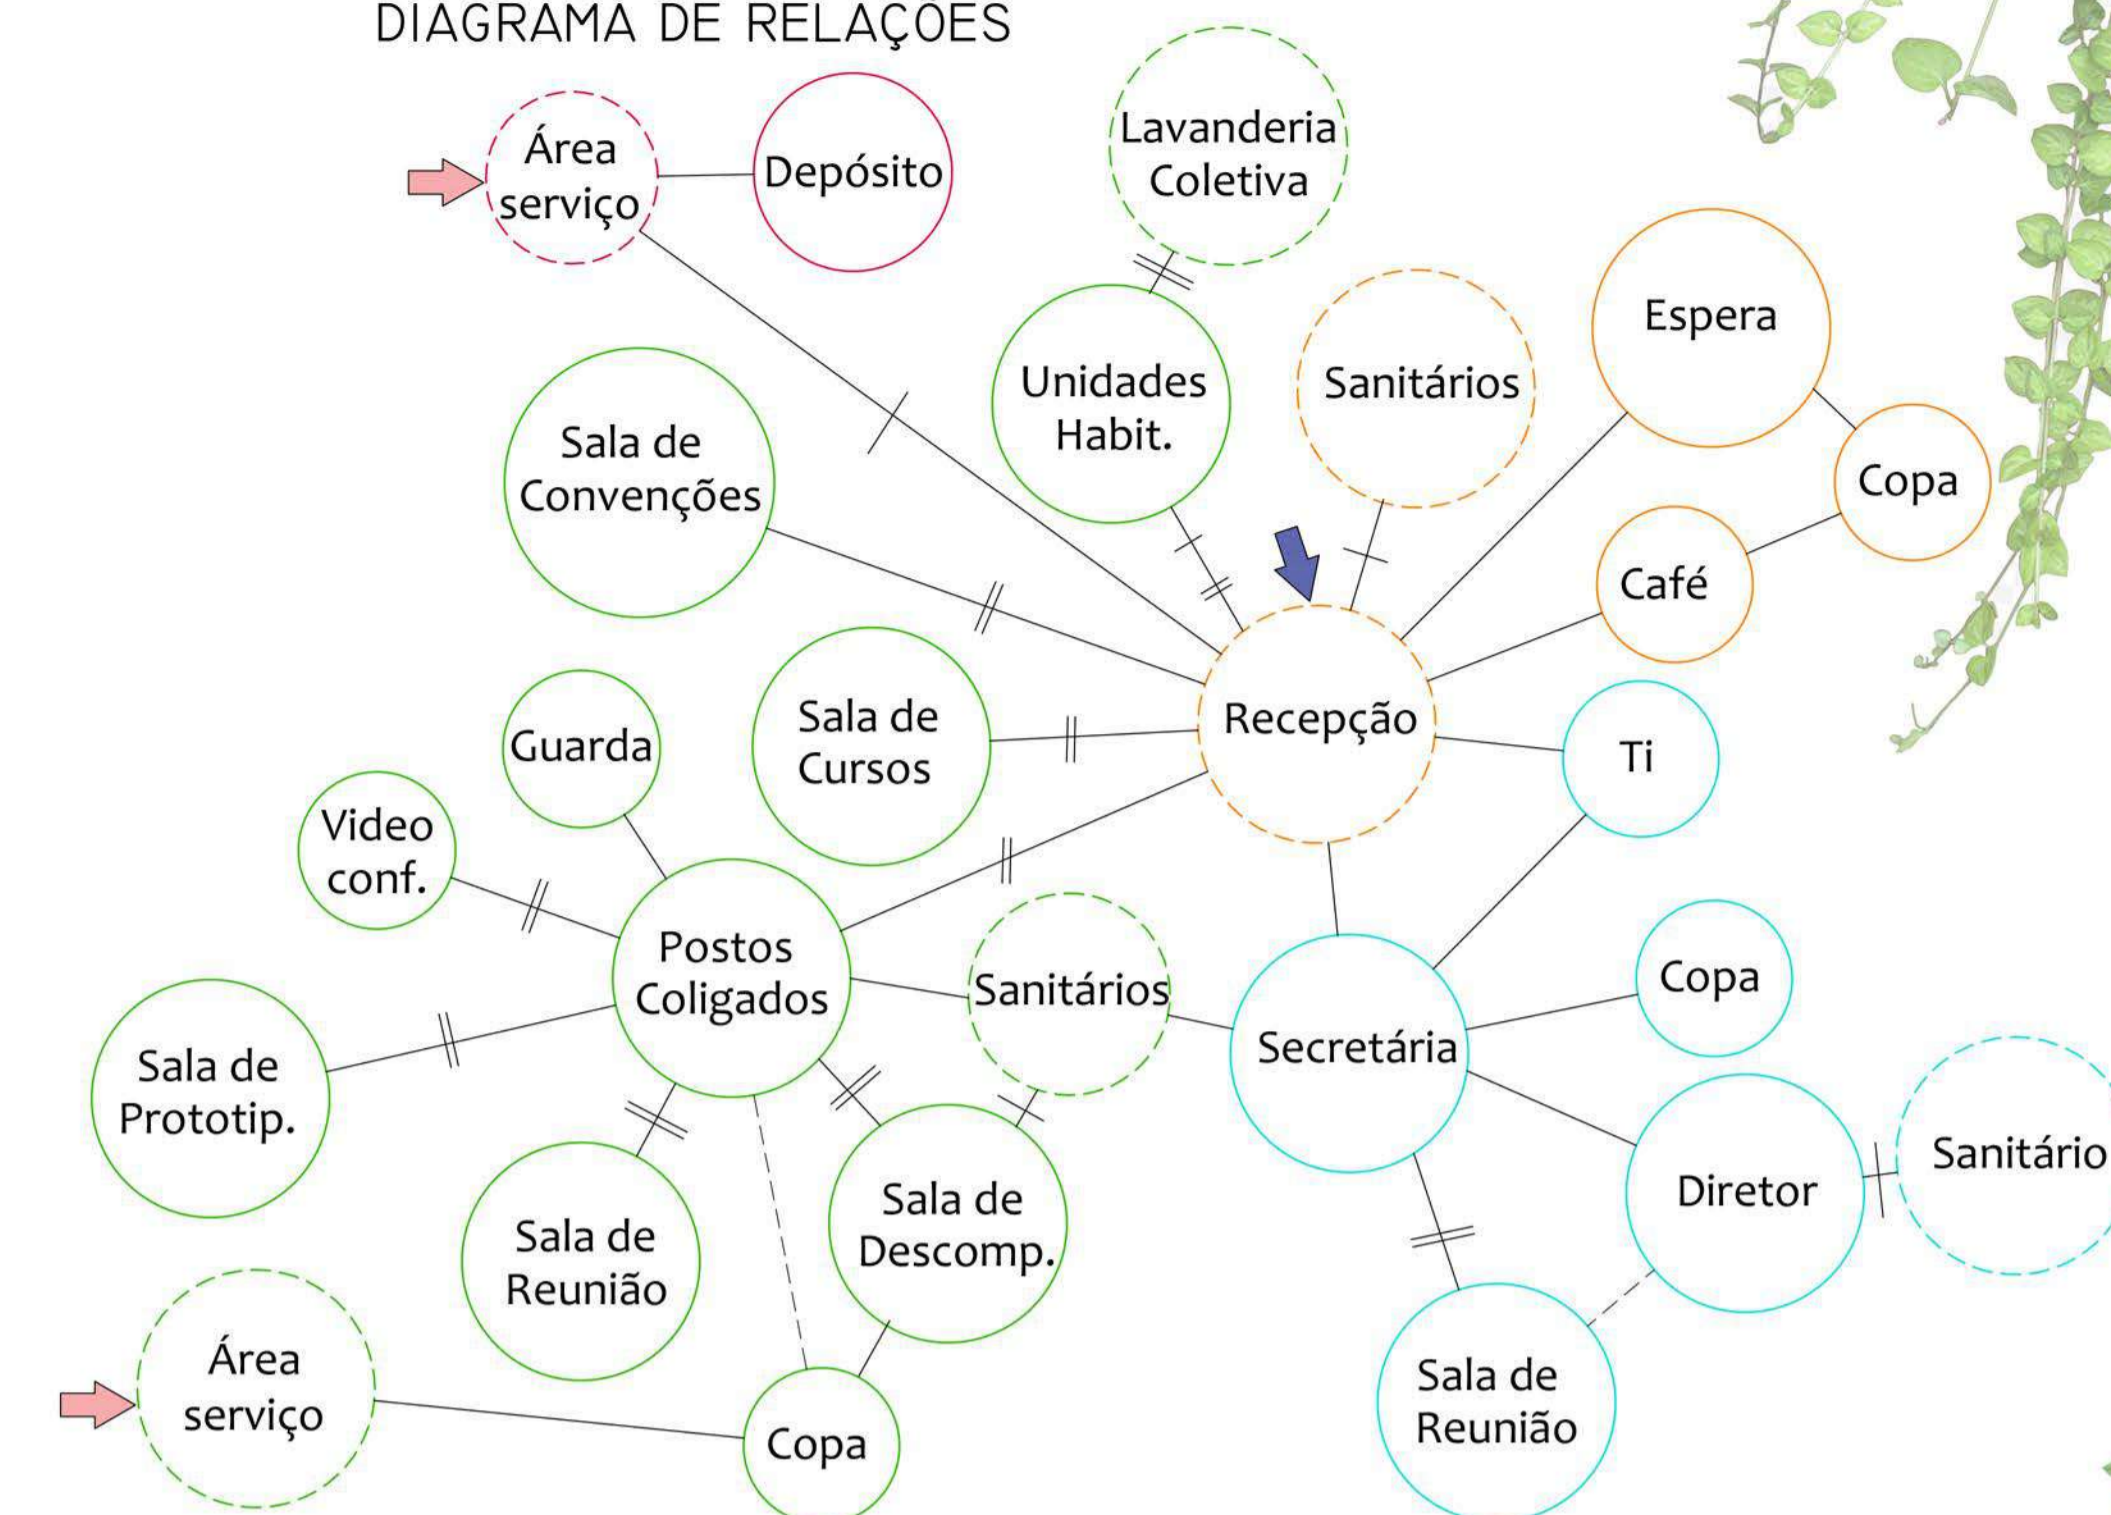 DIAGRAMA DE RELAÇÕES
Área
serviço
Depósito
Lavanderia
Coletiva
Espera
Unidades
Habit.
Sanitários
Sala de
Convenções
Copa
Café
Guarda
Sala de
Cursos
Recepção
Ti
Video
conf.
Postos
Coligados
Sanitários
Secretária
Copa
Sala de
Prototip.
Sala de
Reunião
Sala de
Descomp.
Diretor
Sanitário
Área
serviço
Copa
Sala de
Reunião